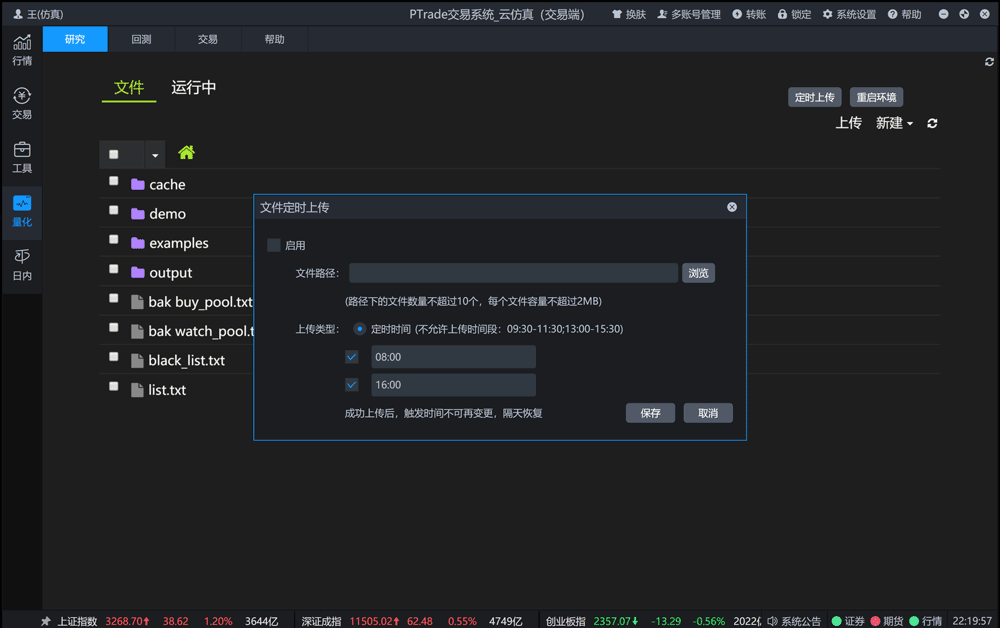 王(仿真) PTrade交易系统_云仿真（交易端） 换肤 多账号管理 转账 锁定 系统设置 帮助
行情
交易
工具
量化
日内
研究 回测 交易 帮助
文件 运行中
定时上传 重启环境
上传 新建
cache
demo
examples
output
bak buy_pool.txt
bak watch_pool.t
black_list.txt
list.txt
文件定时上传
启用
文件路径： 浏览
(路径下的文件数量不超过10个，每个文件容量不超过2MB)
上传类型： 定时时间 (不允许上传时间段：09:30-11:30;13:00-15:30)
08:00
16:00
成功上传后，触发时间不可再变更，隔天恢复 保存 取消
上证指数 3268.70↑ 38.62 1.20% 3644亿 深证成指 11505.02↑ 62.48 0.55% 4749亿 创业板指 2357.07↓ -13.29 -0.56% 2022亿 系统公告 证券 期货 行情 22:19:57